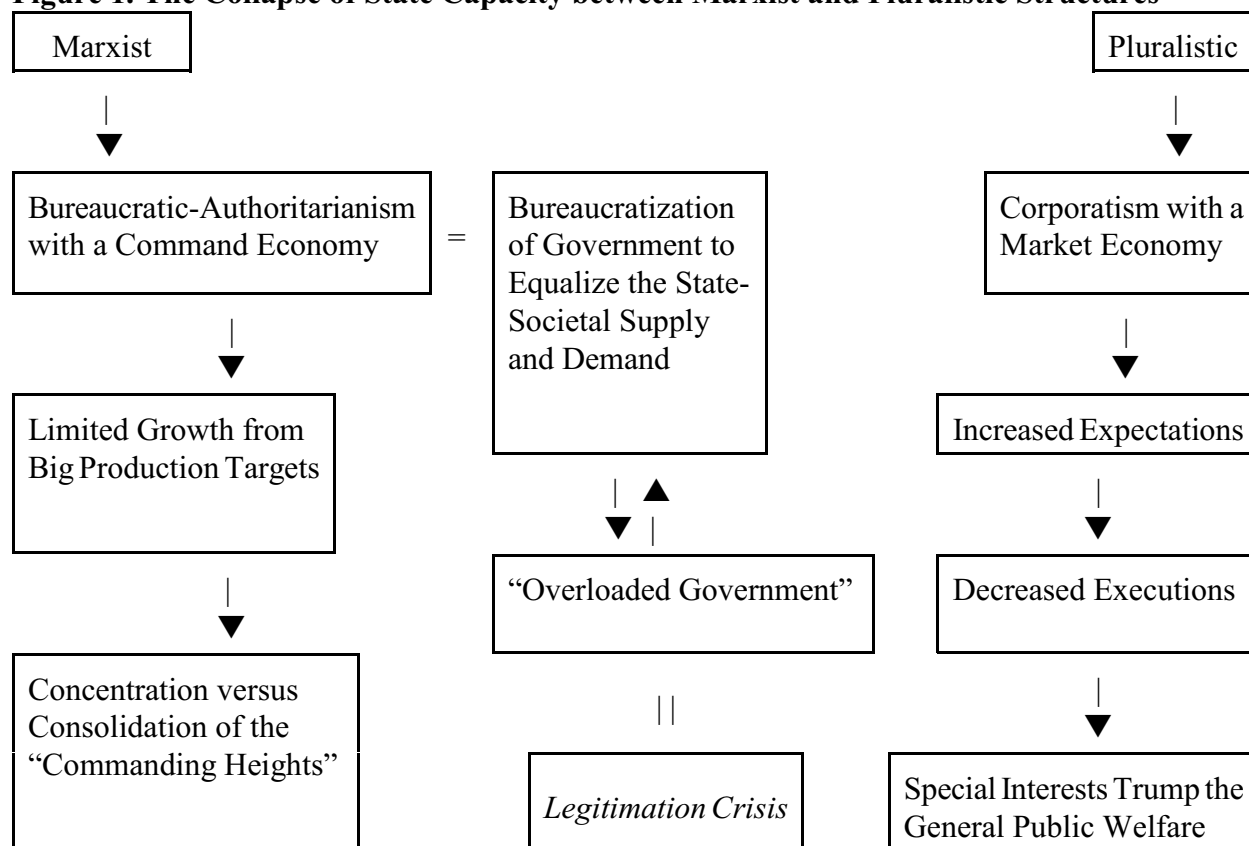 Figure 1. The Collapse of State Capacity between Marxist and Pluralistic Structures
Marxist
Pluralistic
Bureaucratic-Authoritarianism
with a Command Economy
=
Bureaucratization
of Government to
Equalize the State-
Societal Supply
and Demand
Corporatism with a
Market Economy
Limited Growth from
Big Production Targets
Increased Expectations
“Overloaded Government”
Decreased Executions
Concentration versus
Consolidation of the
“Commanding Heights”
Legitimation Crisis
Special Interests Trump the
General Public Welfare